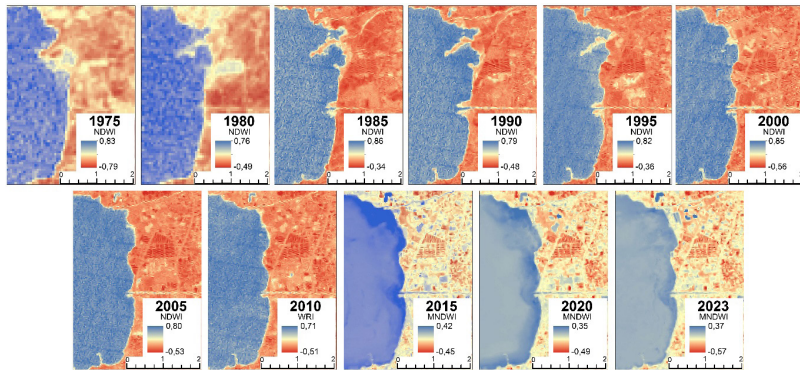 1975
NDWI
0,83
-0,79
0 1 2
1980
NDWI
0,76
-0,49
0 1 2
1985
NDWI
0,86
-0,34
0 1 2
1990
NDWI
0,79
-0,48
0 1 2
1995
NDWI
0,82
-0,36
0 1 2
2000
NDWI
0,85
-0,56
0 1 2
2005
NDWI
0,80
-0,53
0 1 2
2010
WRI
0,71
-0,51
0 1 2
2015
MNDWI
0,42
-0,45
0 1 2
2020
MNDWI
0,35
-0,49
0 1 2
2023
MNDWI
0,37
-0,57
0 1 2